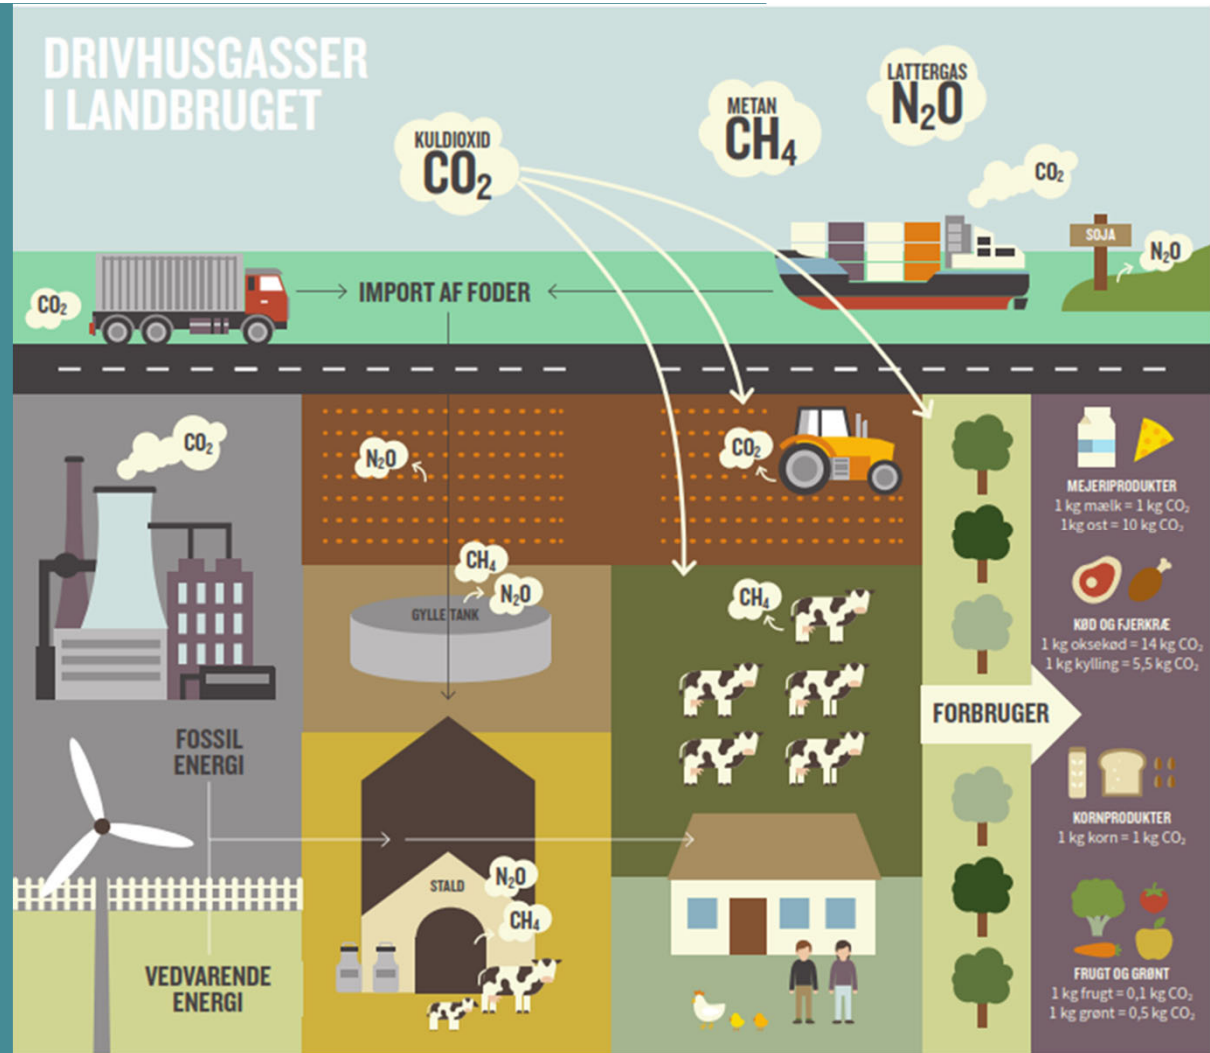 DRIVHUSGASSER
I LANDBRUGET
KULDIOXID
CO₂
METAN
CH₄
LATTERGAS
N₂O
CO₂
SOJA
N₂O
CO₂
IMPORT AF FODER
CO₂
N₂O
CO₂
CH₄
N₂O
GYLLE TANK
CH₄
FOSSIL
ENERGI
STALD
N₂O
CH₄
VEDVARENDE
ENERGI
FORBRUGER
MEJERIPRODUKTER
1 kg mælk = 1 kg CO₂
1kg ost = 10 kg CO₂
KØD OG FJERKRÆ
1 kg oksekød = 14 kg CO₂
1 kg kylling = 5,5 kg CO₂
KORNPRODUKTER
1 kg korn = 1 kg CO₂
FRUGT OG GRØNT
1 kg frugt = 0,1 kg CO₂
1 kg grønt = 0,5 kg CO₂